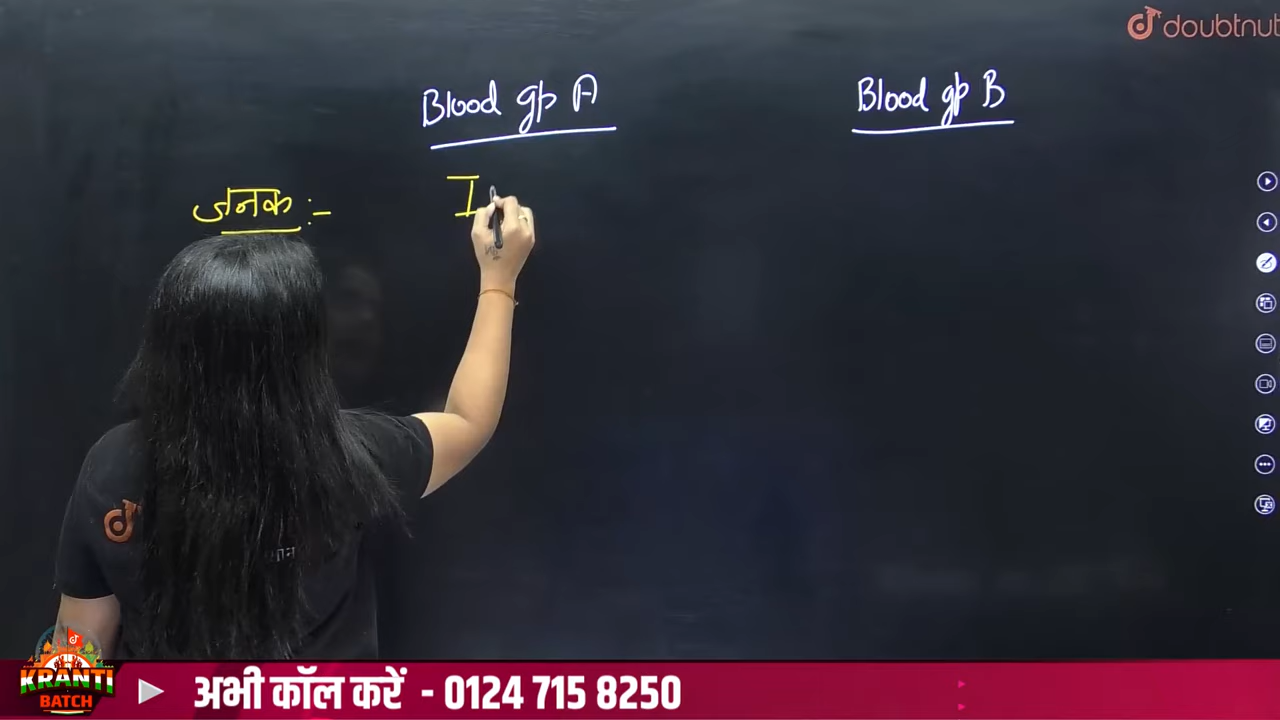 doubtnut
Blood gp A
Blood gp B
जनक :-
I
KRANTI
BATCH
अभी कॉल करें - 0124 715 8250